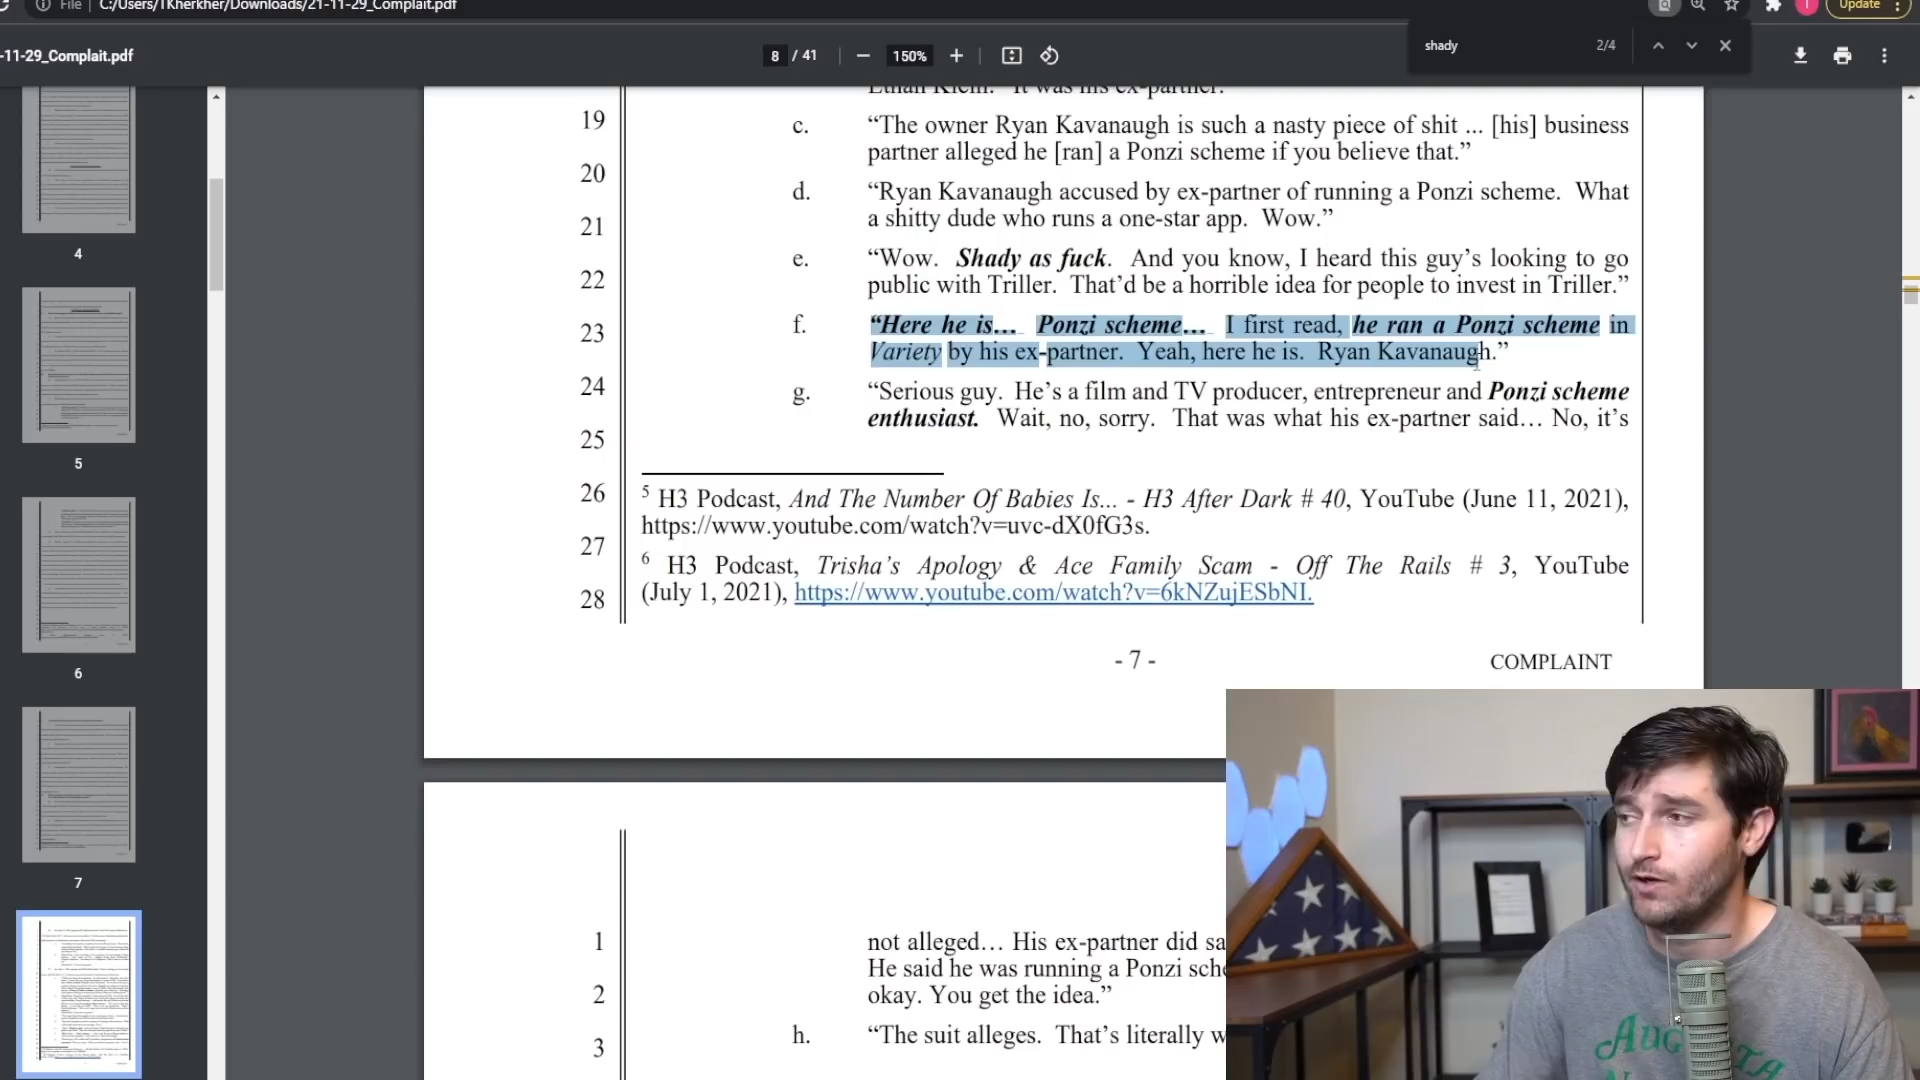 File
C:/Users/TKherkher/Downloads/21-11-29_Complait.pdf
Update
-11-29_Complait.pdf
8 / 41
150%
shady
2/4
4
5
6
7
Ethan Klein. "It was his ex-partner."
19
c. “The owner Ryan Kavanaugh is such a nasty piece of shit ... [his] business
20
partner alleged he [ran] a Ponzi scheme if you believe that.”
d. “Ryan Kavanaugh accused by ex-partner of running a Ponzi scheme. What
21
a shitty dude who runs a one-star app. Wow.”
e. “Wow. Shady as fuck. And you know, I heard this guy’s looking to go
22
public with Triller. That’d be a horrible idea for people to invest in Triller.”
23
f. “Here he is... Ponzi scheme... I first read, he ran a Ponzi scheme in
Variety by his ex-partner. Yeah, here he is. Ryan Kavanaugh.”
24
g. “Serious guy. He’s a film and TV producer, entrepreneur and Ponzi scheme
enthusiast. Wait, no, sorry. That was what his ex-partner said… No, it’s
25
26
5 H3 Podcast, And The Number Of Babies Is... - H3 After Dark # 40, YouTube (June 11, 2021),
https://www.youtube.com/watch?v=uvc-dX0fG3s.
27
6 H3 Podcast, Trisha’s Apology & Ace Family Scam - Off The Rails # 3, YouTube
28
(July 1, 2021), https://www.youtube.com/watch?v=6kNZujESbNI.
- 7 -
COMPLAINT
1
not alleged… His ex-partner did sa
He said he was running a Ponzi sche
2
okay. You get the idea.”
h. “The suit alleges. That’s literally w
3